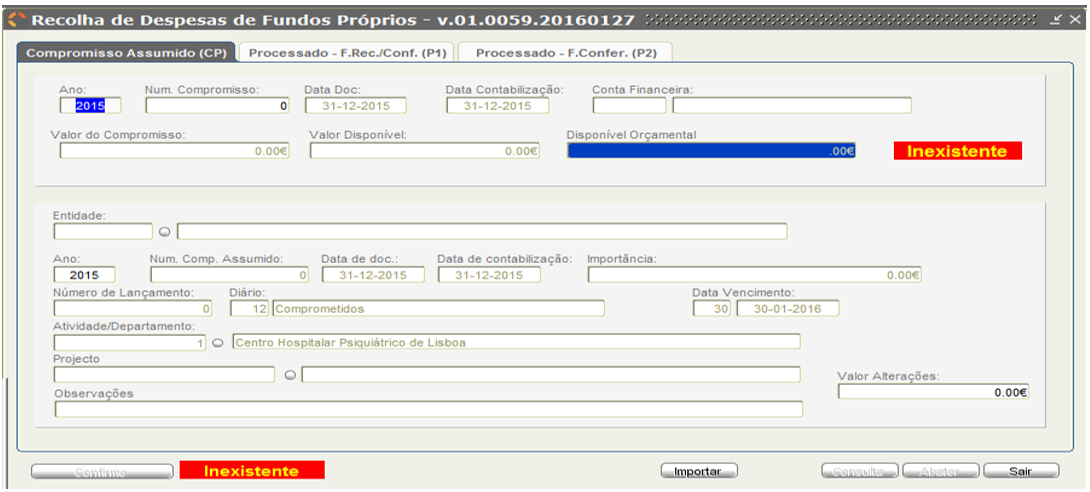 Recolha de Despesas de Fundos Próprios - v.01.0059.20160127
Compromisso Assumido (CP) Processado - F.Rec./Conf. (P1) Processado - F.Confer. (P2)
Ano: Num. Compromisso: Data Doc: Data Contabilização: Conta Financeira:
2015 0 31-12-2015 31-12-2015
Valor do Compromisso: Valor Disponível: Disponível Orçamental
0.00€ 0.00€ .00€ Inexistente
Entidade:
Ano: Num. Comp. Assumido: Data de doc.: Data de contabilização: Importância:
2015 0 31-12-2015 31-12-2015 0.00€
Número de Lançamento: Diário: Data Vencimento:
0 12 Comprometidos 30 30-01-2016
Atividade/Departamento:
1 Centro Hospitalar Psiquiátrico de Lisboa
Projecto
Valor Alterações:
Observações 0.00€
Confirma Inexistente Importar Consulta Abater Sair